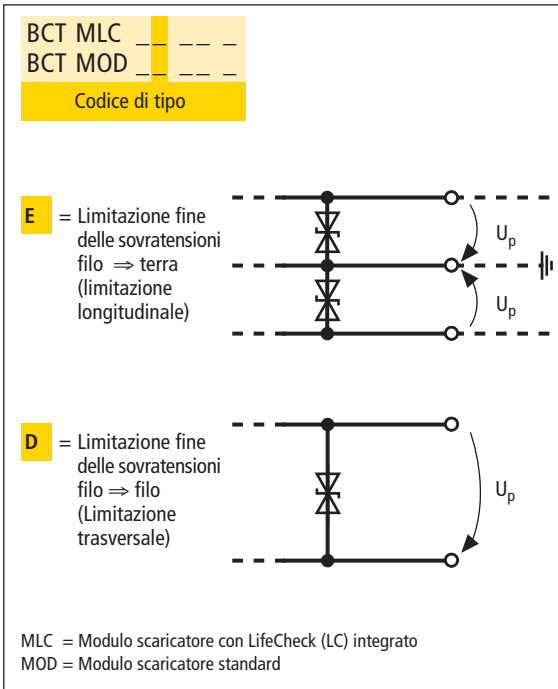 BCT MLC _ _ _ _ _
BCT MOD _ _ _ _ _
Codice di tipo
E = Limitazione fine
delle sovratensioni
filo ⇒ terra
(limitazione
longitudinale)
Up
Up
D = Limitazione fine
delle sovratensioni
filo ⇒ filo
(Limitazione
trasversale)
Up
MLC = Modulo scaricatore con LifeCheck (LC) integrato
MOD = Modulo scaricatore standard